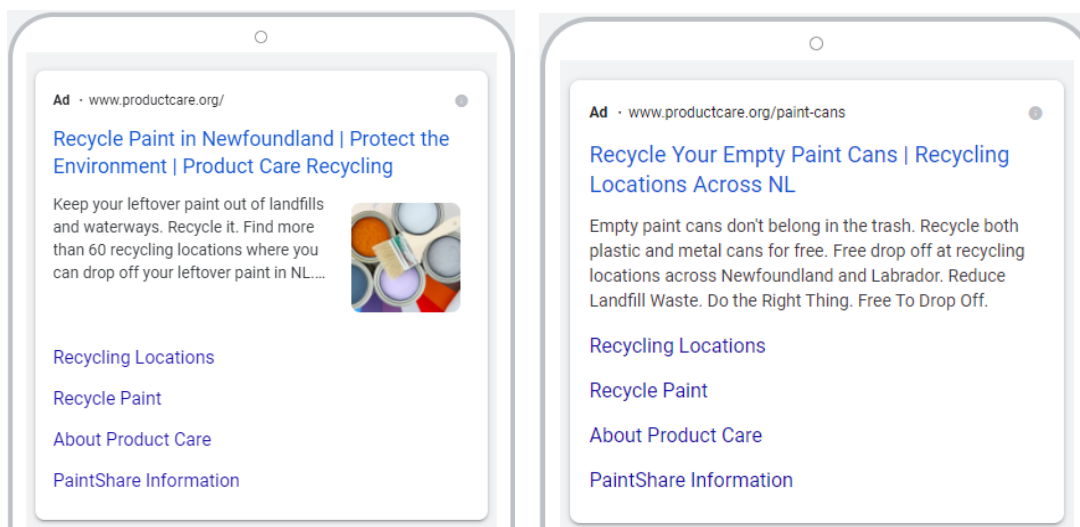 Ad · www.productcare.org/
Recycle Paint in Newfoundland | Protect the
Environment | Product Care Recycling
Keep your leftover paint out of landfills
and waterways. Recycle it. Find more
than 60 recycling locations where you
can drop off your leftover paint in NL....
Recycling Locations
Recycle Paint
About Product Care
PaintShare Information
Ad · www.productcare.org/paint-cans
Recycle Your Empty Paint Cans | Recycling
Locations Across NL
Empty paint cans don't belong in the trash. Recycle both
plastic and metal cans for free. Free drop off at recycling
locations across Newfoundland and Labrador. Reduce
Landfill Waste. Do the Right Thing. Free To Drop Off.
Recycling Locations
Recycle Paint
About Product Care
PaintShare Information